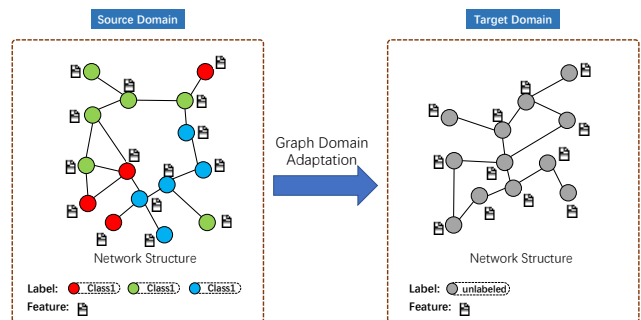 Source Domain
Target Domain
Graph Domain
Adaptation
Network Structure
Network Structure
Label: Class1 Class1 Class1
Feature:
Label: unlabeled
Feature: